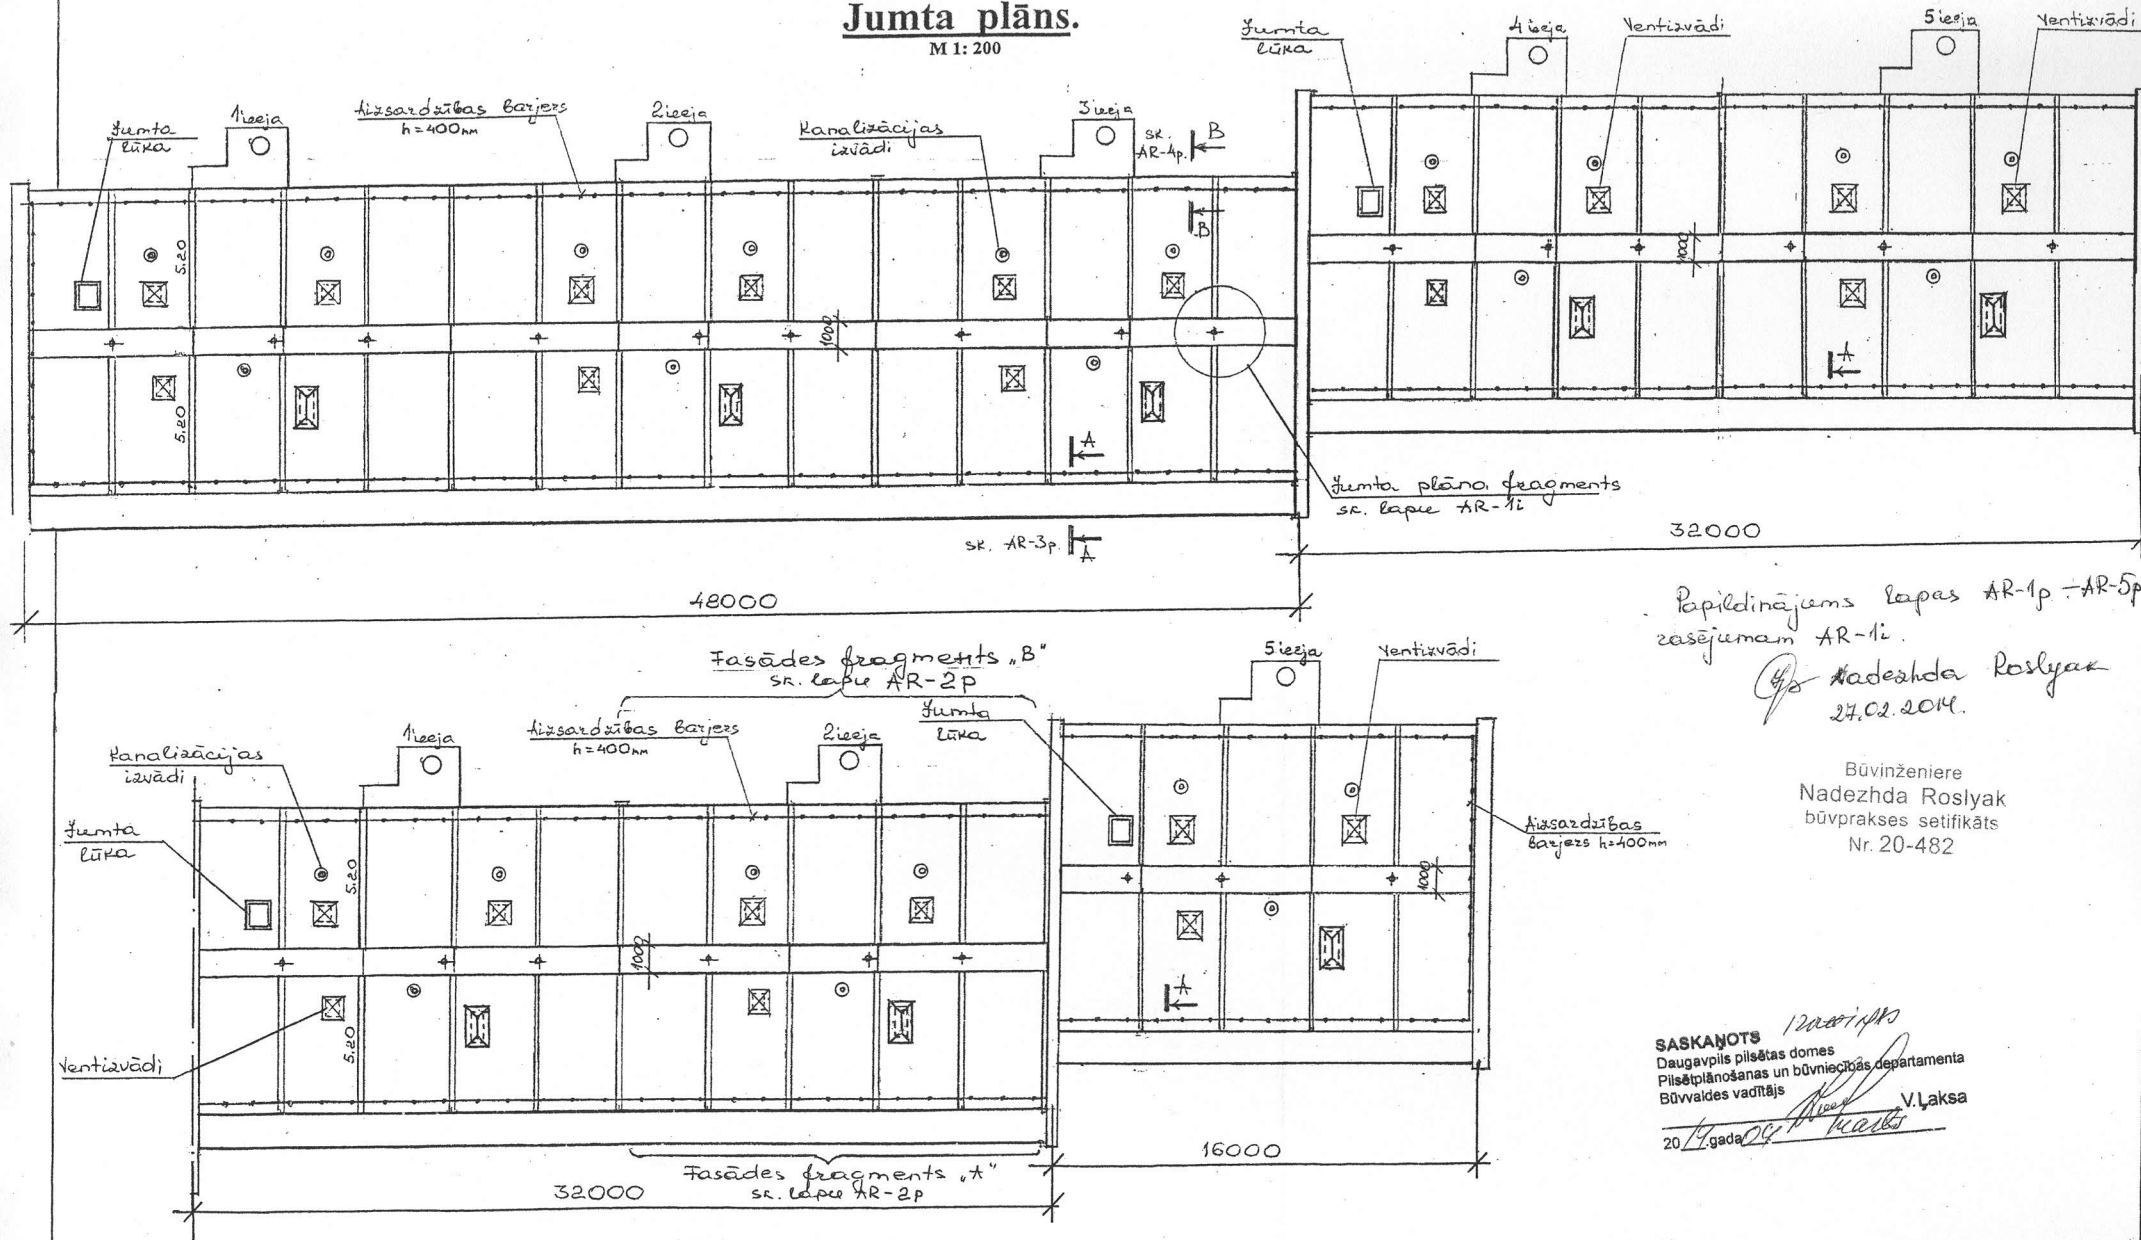 Jumta plāns.
M 1:200
Jumta
lūka
1ieeja
Aizsardzības barjers
h=400mm
2ieeja
Kanalizācijas
izvādi
3ieeja
sk.
AR-4p.
B
B
Jumta
lūka
4ieeja
Ventizvādi
5ieeja
Ventizvādi
5.20
5.20
1000
1000
A
A
Jumta plāna fragments
sk. lapu AR-1i
sk. AR-3p.
A
32000
48000
Papildinājums lapas AR-1p ÷ AR-5p
rasējumam AR-1i.
Nadezhda Roslyak
27.02.2014.
Būvinženiere
Nadezhda Roslyak
būvprakses setifikāts
Nr. 20-482
Fasādes fragments „B"
sk. lapu AR-2p
5ieeja
Ventizvādi
Jumta
lūka
Aizsardzības barjers
h=400mm
1ieeja
2ieeja
Kanalizācijas
izvādi
Jumta
lūka
Aizsardzības
barjers h=400mm
5.20
5.20
1000
1000
A
Ventizvādi
Fasādes fragments „A"
sk. lapu AR-2p
32000
16000
SASKAŅOTS
Daugavpils pilsētas domes
Pilsētplānošanas un būvniecības departamenta
Būvvaldes vadītājs
V.Ļaksa
2014.gada 04 marts